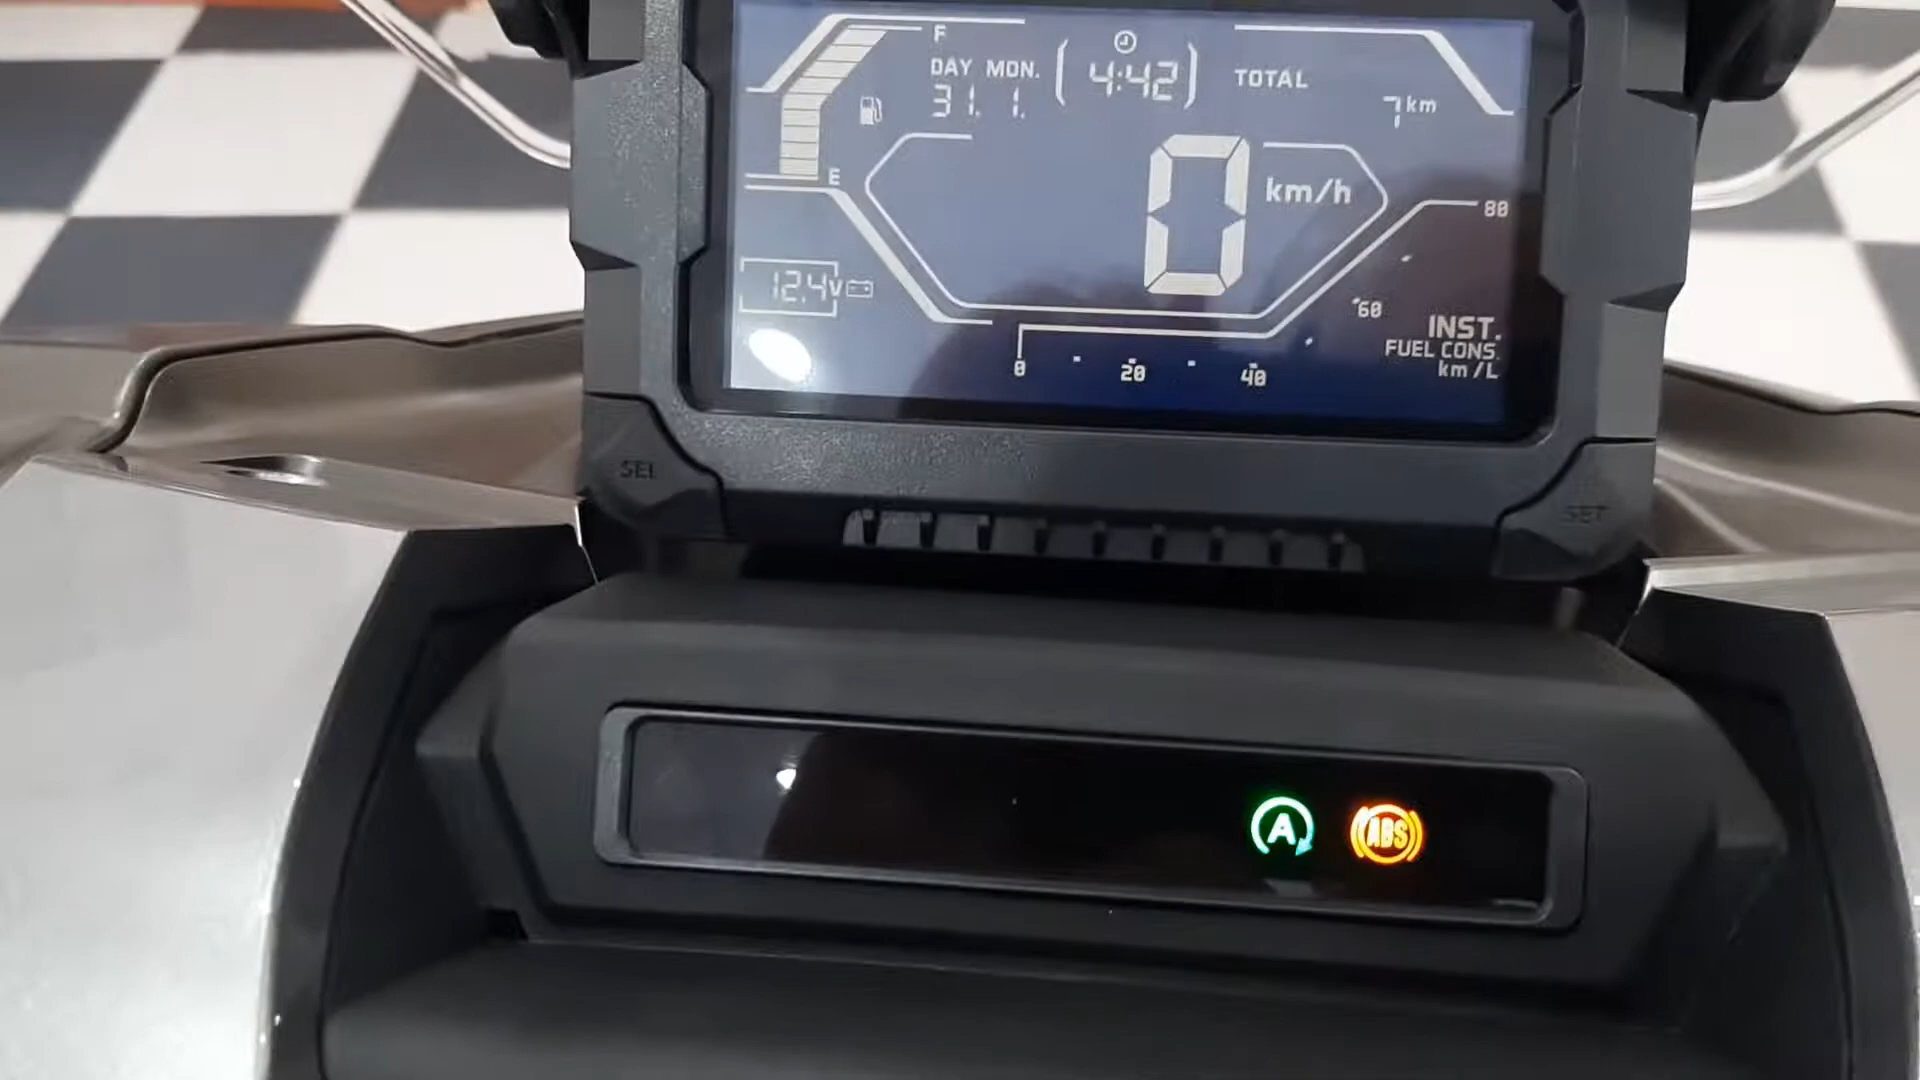 F
DAY MON. 4:42 TOTAL
31. 1. 7 km
E
0 km/h
80
12.4V
60
INST.
FUEL CONS.
km/L
0 20 40
SEL
SET
A ABS